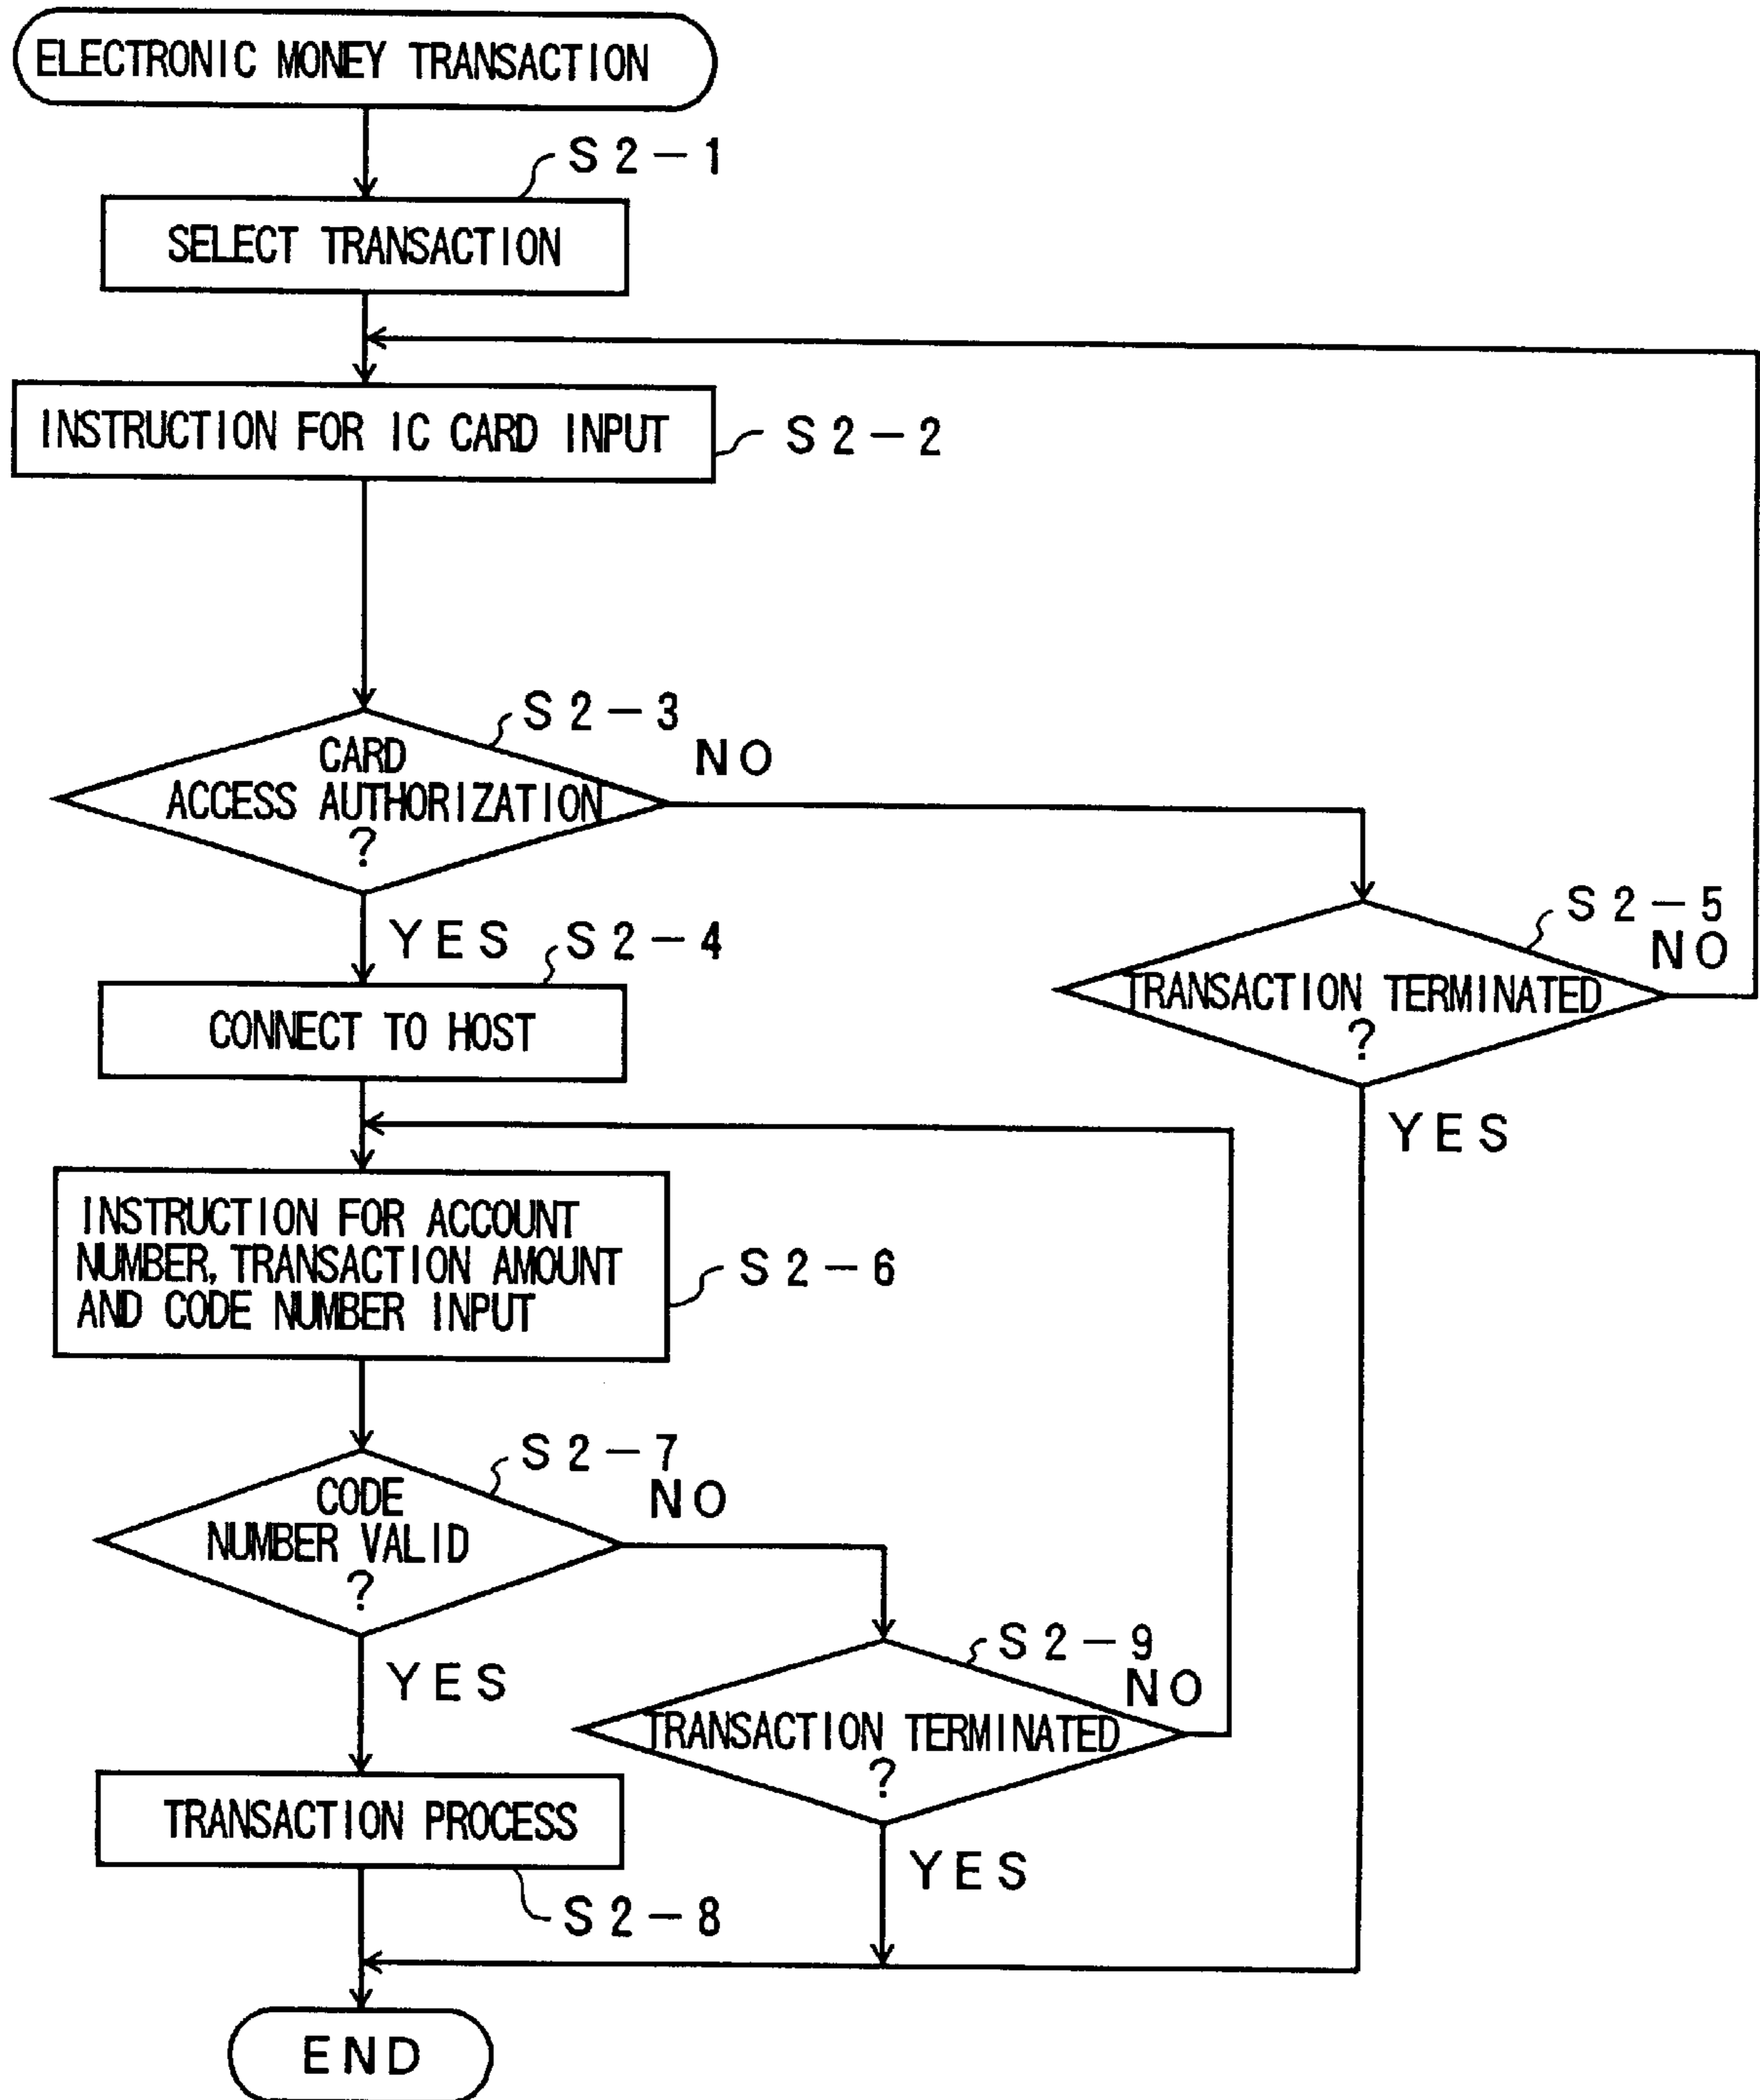 ELECTRONIC MONEY TRANSACTION
S2-1
SELECT TRANSACTION
INSTRUCTION FOR IC CARD INPUT
S2-2
S2-3
NO
CARD
ACCESS AUTHORIZATION
?
YES
S2-4
S2-5
NO
TRANSACTION TERMINATED
?
YES
CONNECT TO HOST
INSTRUCTION FOR ACCOUNT
NUMBER, TRANSACTION AMOUNT
AND CODE NUMBER INPUT
S2-6
S2-7
NO
CODE
NUMBER VALID
?
YES
S2-9
NO
TRANSACTION TERMINATED
?
YES
TRANSACTION PROCESS
S2-8
END